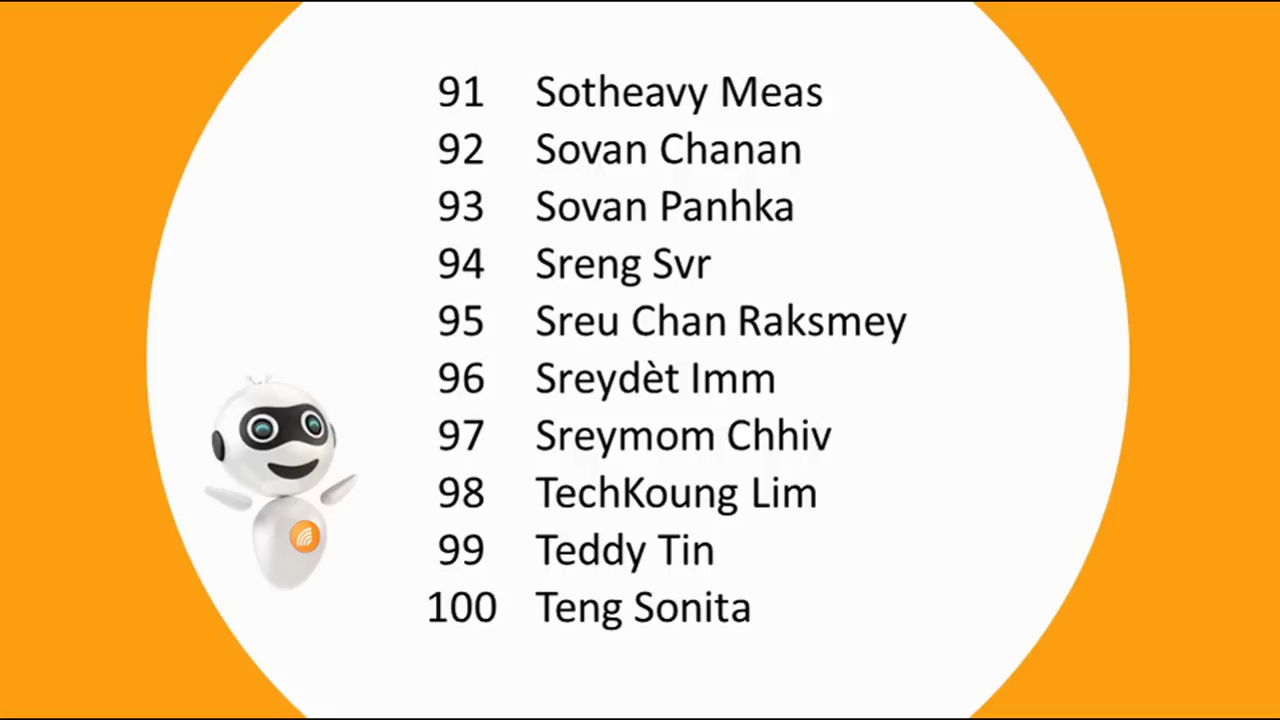 91 Sotheavy Meas
92 Sovan Chanan
93 Sovan Panhka
94 Sreng Svr
95 Sreu Chan Raksmey
96 Sreydèt Imm
97 Sreymom Chhiv
98 TechKoung Lim
99 Teddy Tin
100 Teng Sonita